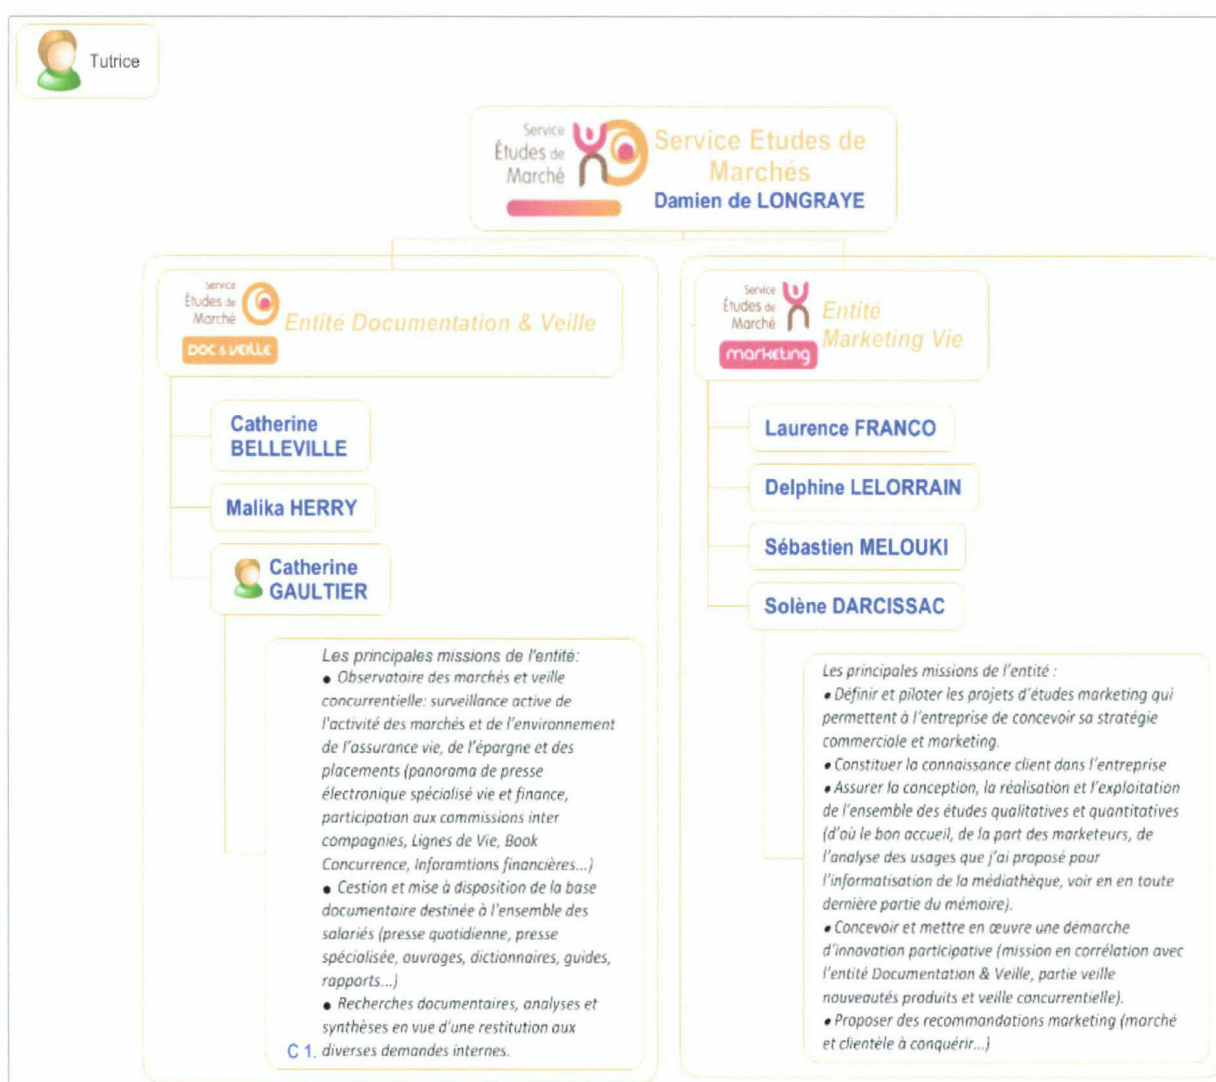 Tutrice
Service
Études de
Marché
Service Etudes de
Marchés
Damien de LONGRAYE
Service
Études de
Marché
DOC & VEILLE
Entité Documentation & Veille
Catherine
BELLEVILLE
Malika HERRY
Catherine
GAULTIER
Les principales missions de l'entité:
● Observatoire des marchés et veille
concurrentielle: surveillance active de
l'activité des marchés et de l'environnement
de l'assurance vie, de l'épargne et des
placements (panorama de presse
électronique spécialisé vie et finance,
participation aux commissions inter
compagnies, Lignes de Vie, Book
Concurrence, Inforamtions financières...)
● Cestion et mise à disposition de la base
documentaire destinée à l'ensemble des
salariés (presse quotidienne, presse
spécialisée, ouvrages, dictionnaires, guides,
rapports...)
● Recherches documentaires, analyses et
synthèses en vue d'une restitution aux
C 1. diverses demandes internes.
Service
Études de
Marché
marketing
Entité
Marketing Vie
Laurence FRANCO
Delphine LELORRAIN
Sébastien MELOUKI
Solène DARCISSAC
Les principales missions de l'entité :
● Définir et piloter les projets d'études marketing qui
permettent à l'entreprise de concevoir sa stratégie
commerciale et marketing.
● Constituer la connaissance client dans l'entreprise
● Assurer la conception, la réalisation et l'exploitation
de l'ensemble des études qualitatives et quantitatives
(d'où le bon accueil, de la part des marketeurs, de
l'analyse des usages que j'ai proposé pour
l'informatisation de la médiathèque, voir en en toute
dernière partie du mémoire).
● Concevoir et mettre en œuvre une démarche
d'innovation participative (mission en corrélation avec
l'entité Documentation & Veille, partie veille
nouveautés produits et veille concurrentielle).
● Proposer des recommandations marketing (marché
et clientèle à conquérir...)